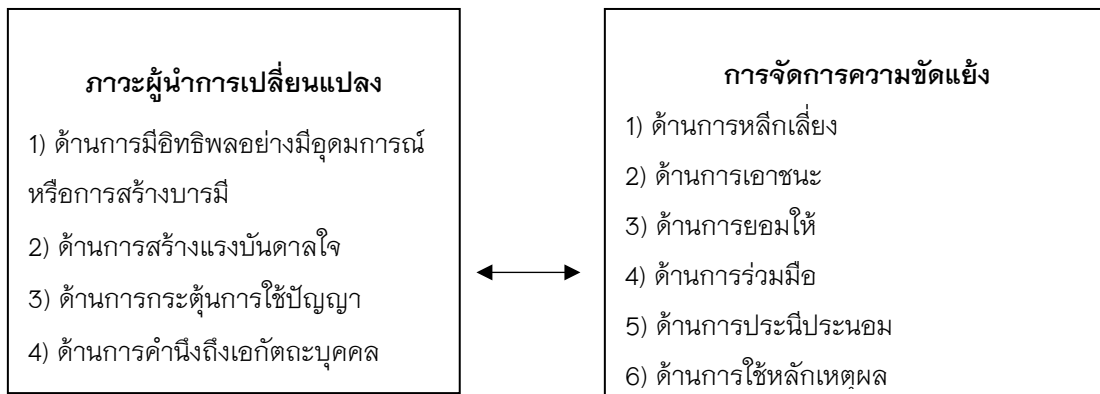 ภาวะผู้นำการเปลี่ยนแปลง
1) ด้านการมีอิทธิพลอย่างมีอุดมการณ์
หรือการสร้างบารมี
2) ด้านการสร้างแรงบันดาลใจ
3) ด้านการกระตุ้นการใช้ปัญญา
4) ด้านการคำนึงถึงเอกัตถะบุคคล
การจัดการความขัดแย้ง
1) ด้านการหลีกเลี่ยง
2) ด้านการเอาชนะ
3) ด้านการยอมให้
4) ด้านการร่วมมือ
5) ด้านการประนีประนอม
6) ด้านการใช้หลักเหตุผล